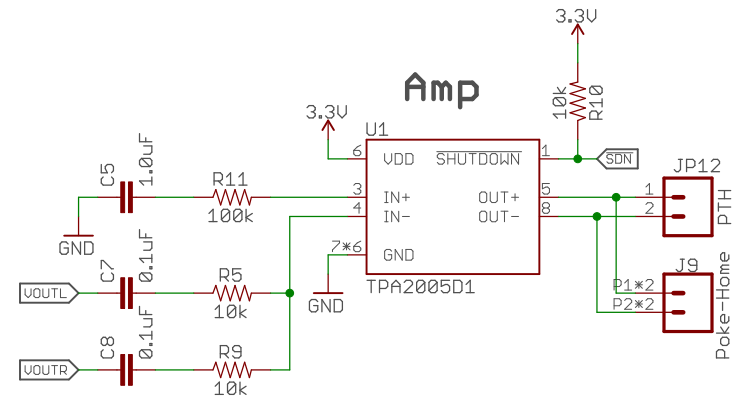 3.3V
Amp
10k
R10
3.3V
U1
6
VDD
SHUTDOWN
1
SDN
C5
1.0uF
R11
100k
3
IN+
OUT+
5
4
IN-
OUT-
8
JP12
1
2
PTH
GND
7*6
GND
GND
TPA2005D1
J9
P1*2
P2*2
Poke-Home
VOUTL
C7
0.1uF
R5
10k
VOUTR
C8
0.1uF
R9
10k